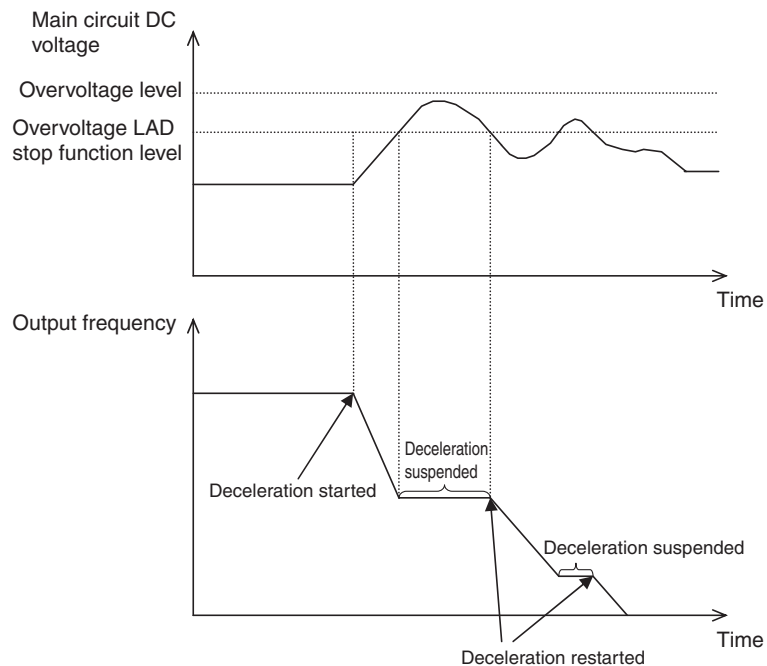 Main circuit DC
voltage
Overvoltage level
Overvoltage LAD
stop function level
Time
Output frequency
Deceleration
suspended
Deceleration started
Deceleration suspended
Time
Deceleration restarted